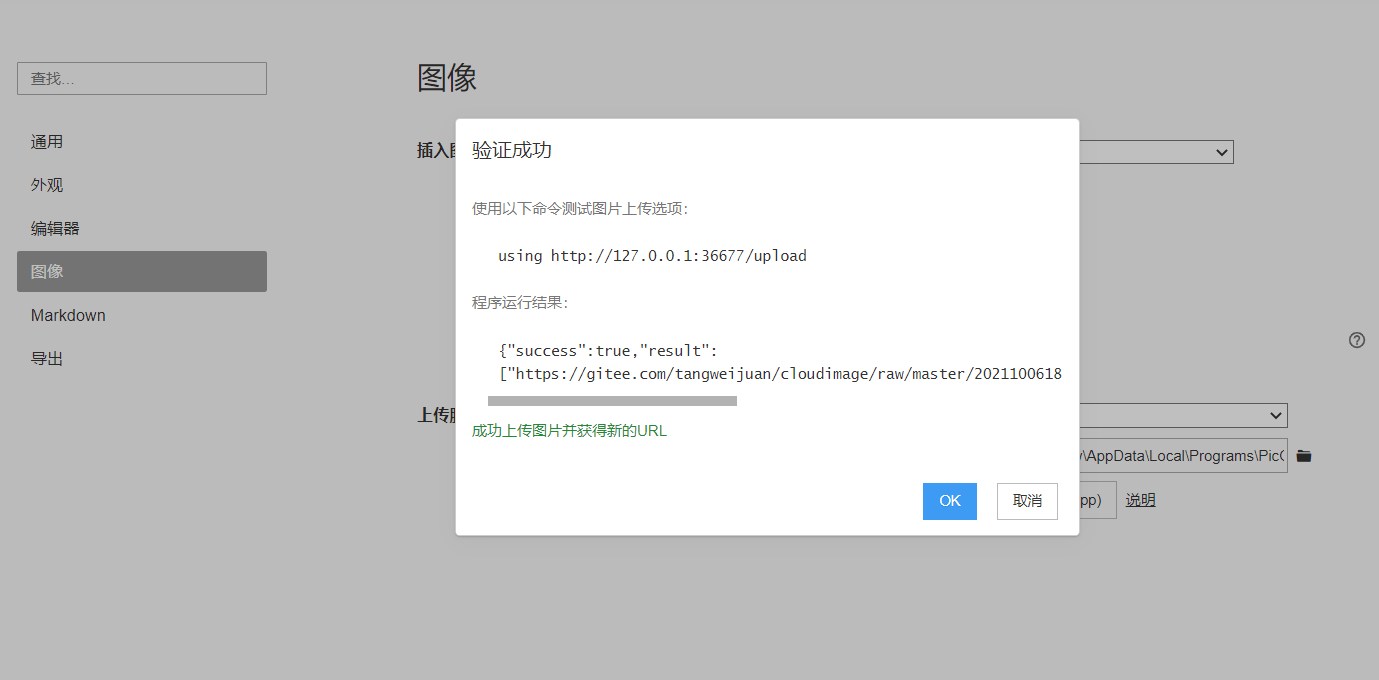 查找...
图像
通用
插入
验证成功
外观
使用以下命令测试图片上传选项：
编辑器
using http://127.0.0.1:36677/upload
图像
程序运行结果：
Markdown
{"success":true,"result":
导出
["https://gitee.com/tangweijuan/cloudimage/raw/master/2021100618
上传
成功上传图片并获得新的URL
\AppData\Local\Programs\Pic
OK
取消
pp)
说明